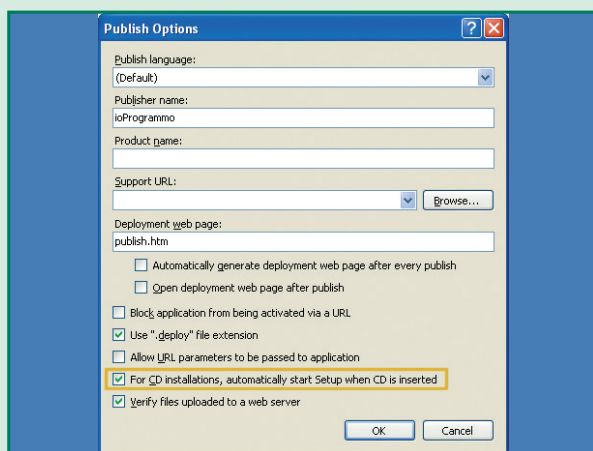 Publish Options
Publish language:
(Default)
Publisher name:
ioProgrammo
Product name:
Support URL:
Browse...
Deployment web page:
publish.htm
Automatically generate deployment web page after every publish
Open deployment web page after publish
Block application from being activated via a URL
Use ".deploy" file extension
Allow URL parameters to be passed to application
For CD installations, automatically start Setup when CD is inserted
Verify files uploaded to a web server
OK Cancel